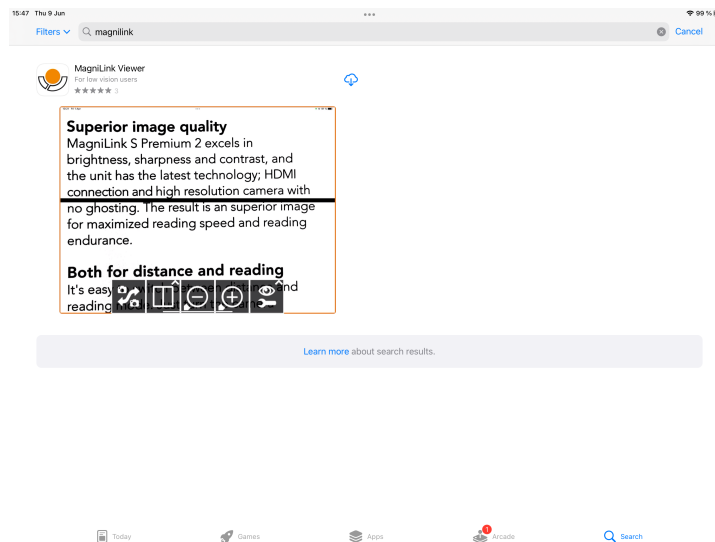 15:47 Thu 9 Jun
99 %
Filters
magnilink
Cancel
MagniLink Viewer
For low vision users
Superior image quality
MagniLink S Premium 2 excels in
brightness, sharpness and contrast, and
the unit has the latest technology; HDMI
connection and high resolution camera with
no ghosting. The result is an superior image
for maximized reading speed and reading
endurance.
Both for distance and reading
It's easy and
reading
Learn more about search results.
Today
Games
Apps
1
Arcade
Search